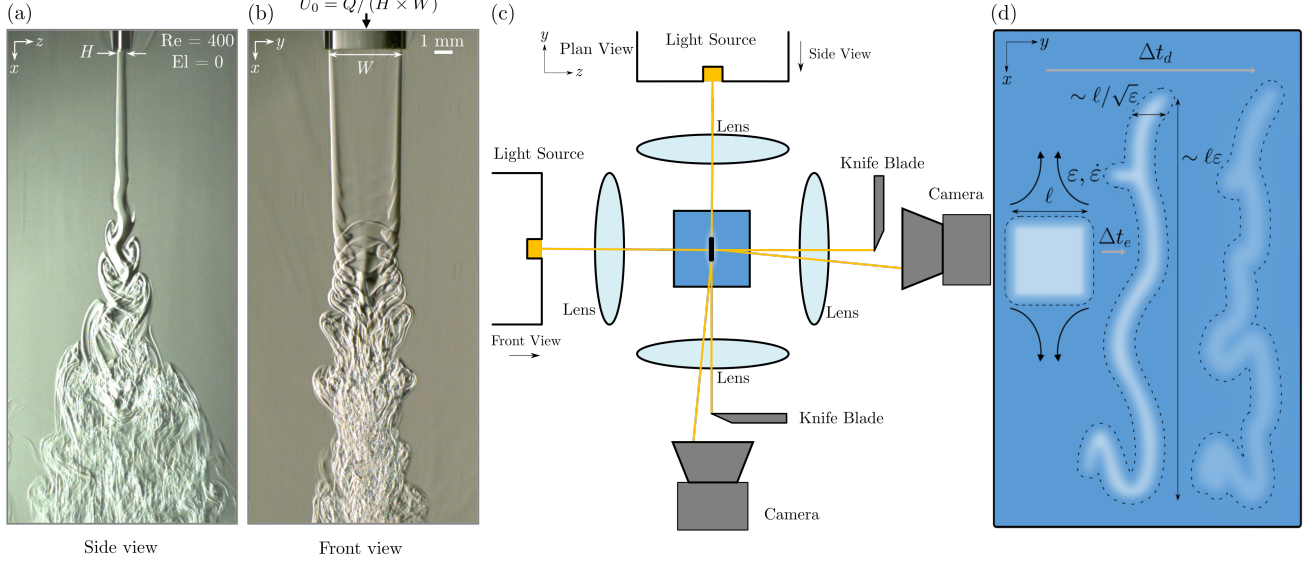 (a)
z
x
H
Re = 400
El = 0
Side view
(b)
U₀ = Q/(H × W)
y
x
1 mm
W
Front view
(c)
y
z
Plan View
Light Source
Side View
Lens
Light Source
Knife Blade
Camera
Lens
Lens
Front View
Lens
Knife Blade
Camera
(d)
y
x
Δt_d
~ ℓ/√ε
~ ℓε
ε, ε̇
ℓ
Δt_e